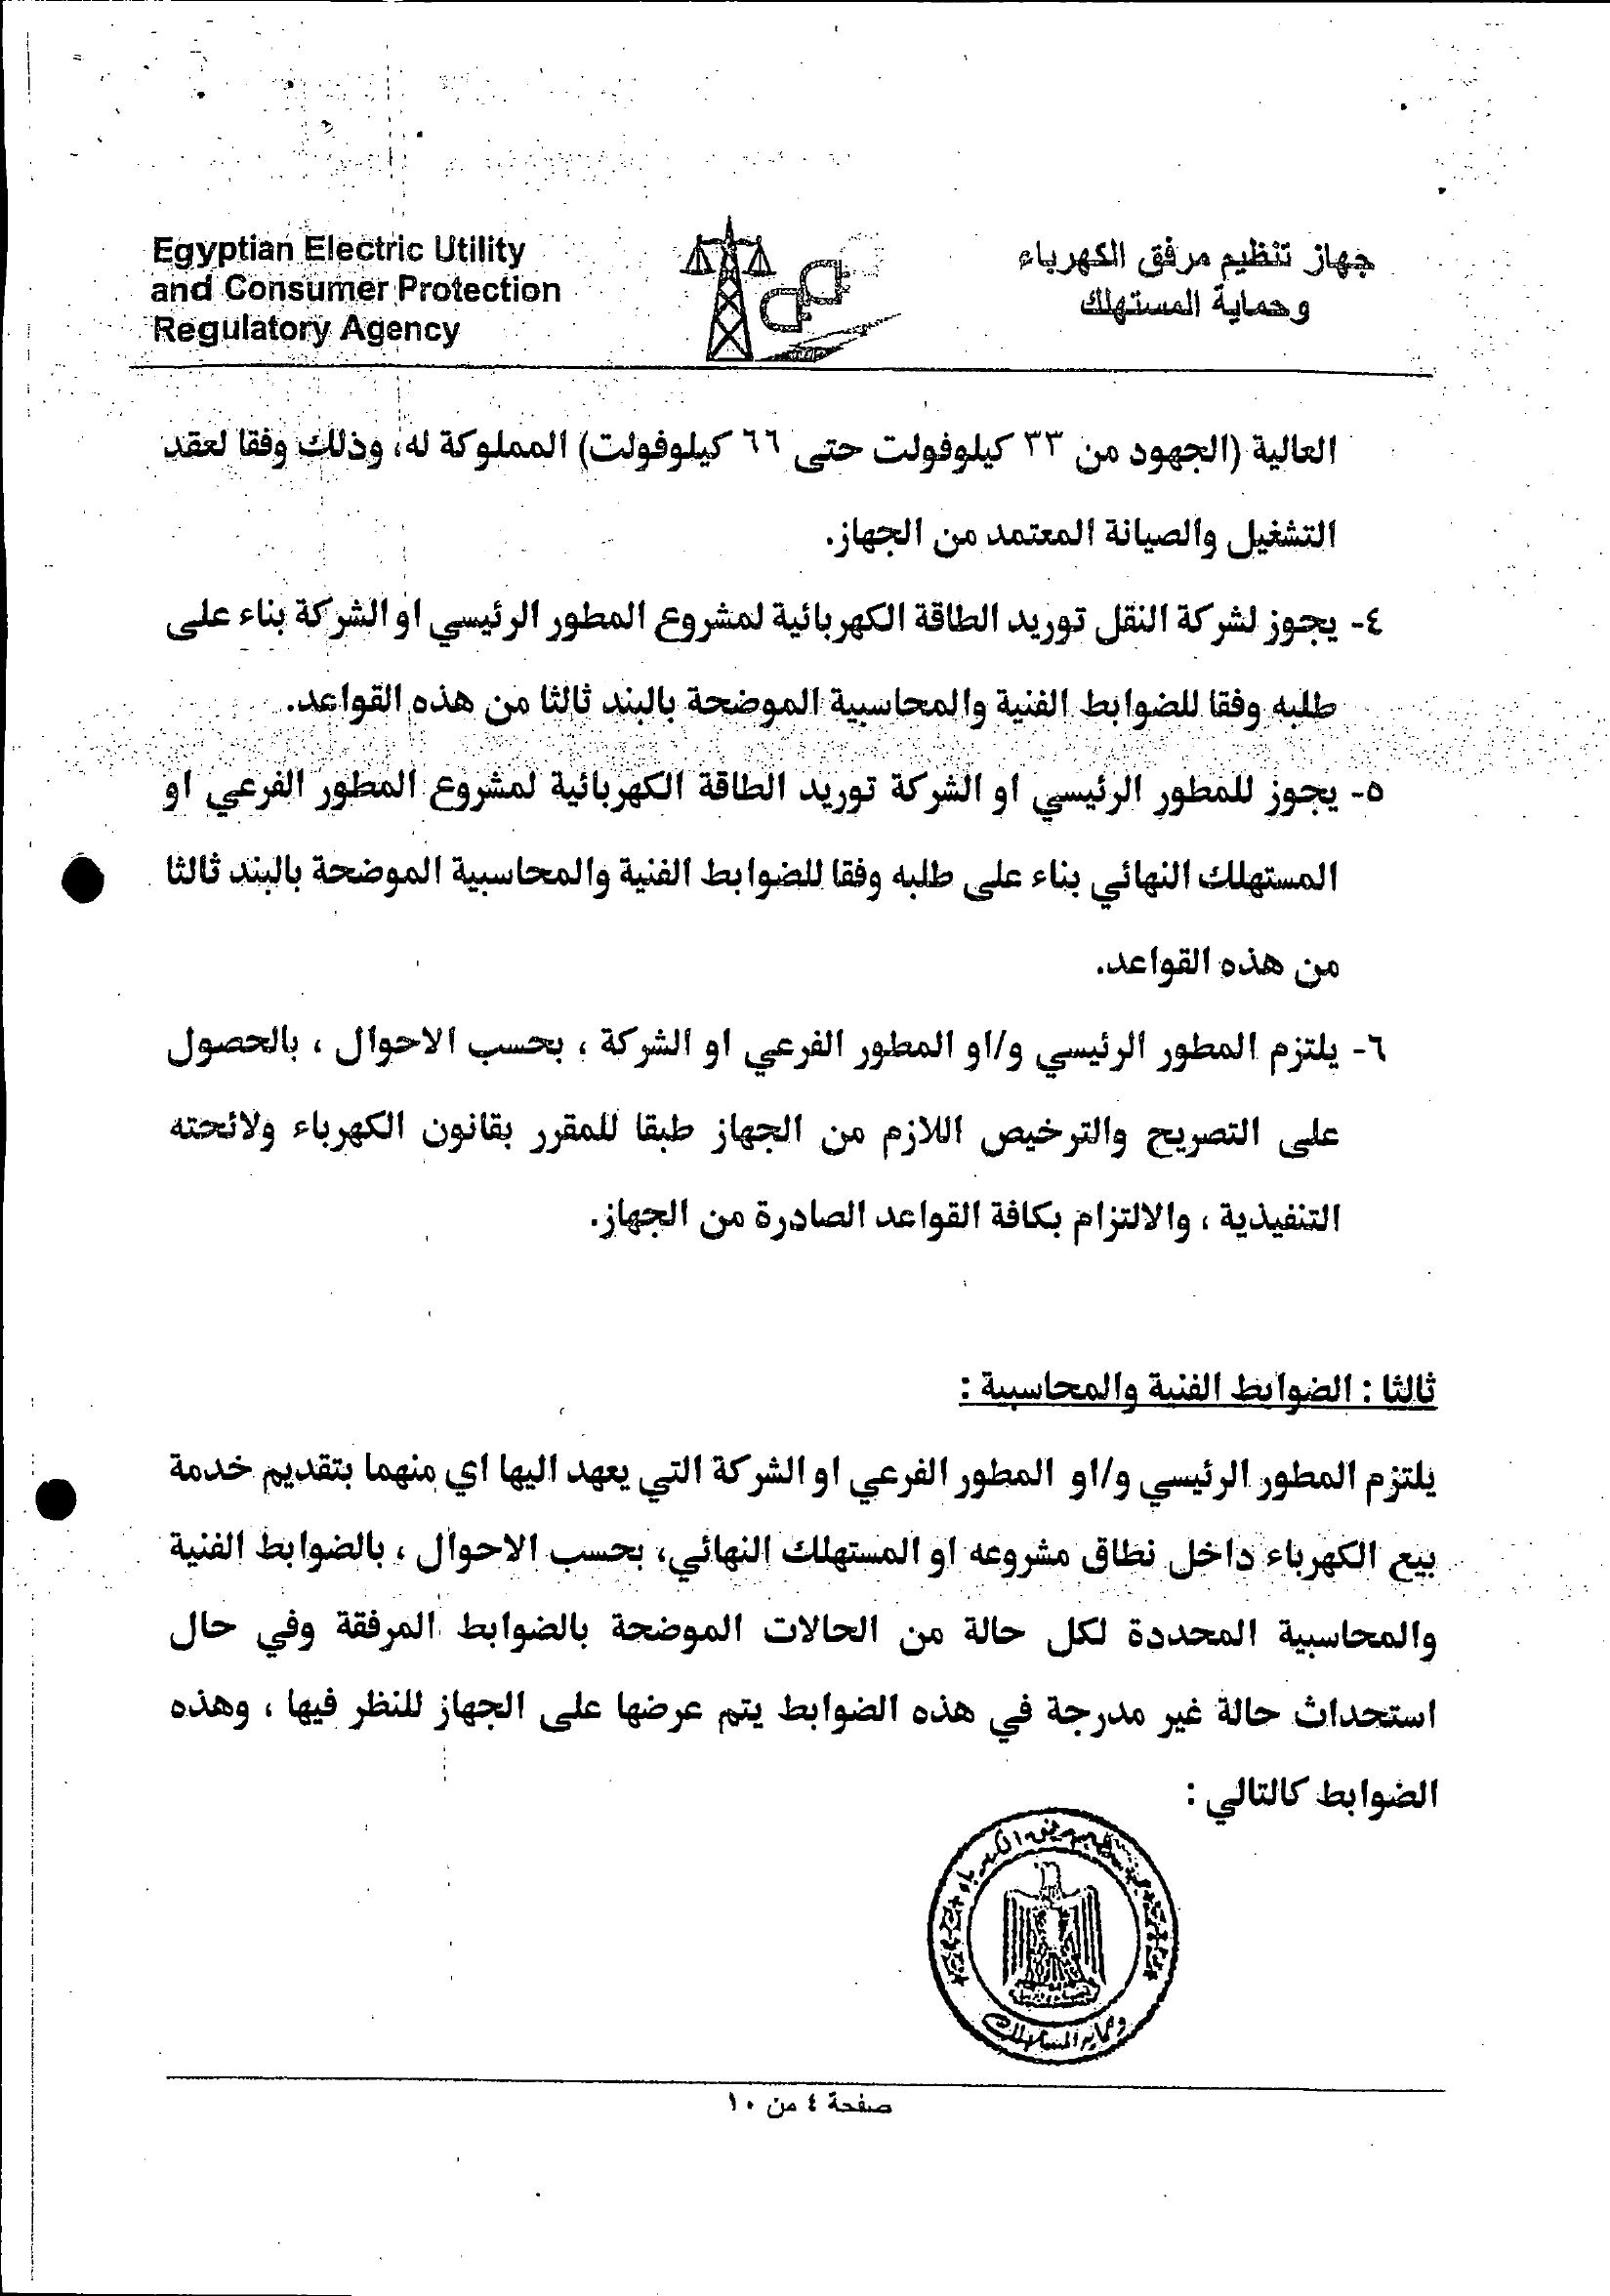 Egyptian Electric Utility
and Consumer Protection
Regulatory Agency
جهاز تنظيم مرفق الكهرباء
وحماية المستهلك
العالية (الجهود من ٣٣ كيلوفولت حتى ٦٦ كيلوفولت) المملوكة له، وذلك وفقا لعقد
التشغيل والصيانة المعتمد من الجهاز.
٤- يجوز لشركة النقل توريد الطاقة الكهربائية لمشروع المطور الرئيسي او الشركة بناء على
طلبه وفقا للضوابط الفنية والمحاسبية الموضحة بالبند ثالثا من هذه القواعد.
٥- يجوز للمطور الرئيسي او الشركة توريد الطاقة الكهربائية لمشروع المطور الفرعي او
المستهلك النهائي بناء على طلبه وفقا للضوابط الفنية والمحاسبية الموضحة بالبند ثالثا
من هذه القواعد.
٦- يلتزم المطور الرئيسي و/او المطور الفرعي او الشركة ، بحسب الاحوال ، بالحصول
على التصريح والترخيص اللازم من الجهاز طبقا للمقرر بقانون الكهرباء ولائحته
التنفيذية ، والالتزام بكافة القواعد الصادرة من الجهاز.
ثالثا : الضوابط الفنية والمحاسبية :
يلتزم المطور الرئيسي و/او المطور الفرعي او الشركة التي يعهد اليها اي منهما بتقديم خدمة
بيع الكهرباء داخل نطاق مشروعه او المستهلك النهائي، بحسب الاحوال ، بالضوابط الفنية
والمحاسبية المحددة لكل حالة من الحالات الموضحة بالضوابط المرفقة وفي حال
استحداث حالة غير مدرجة في هذه الضوابط يتم عرضها على الجهاز للنظر فيها ، وهذه
الضوابط كالتالي :
وحماية المستهلك
صفحة ٤ من ١٠